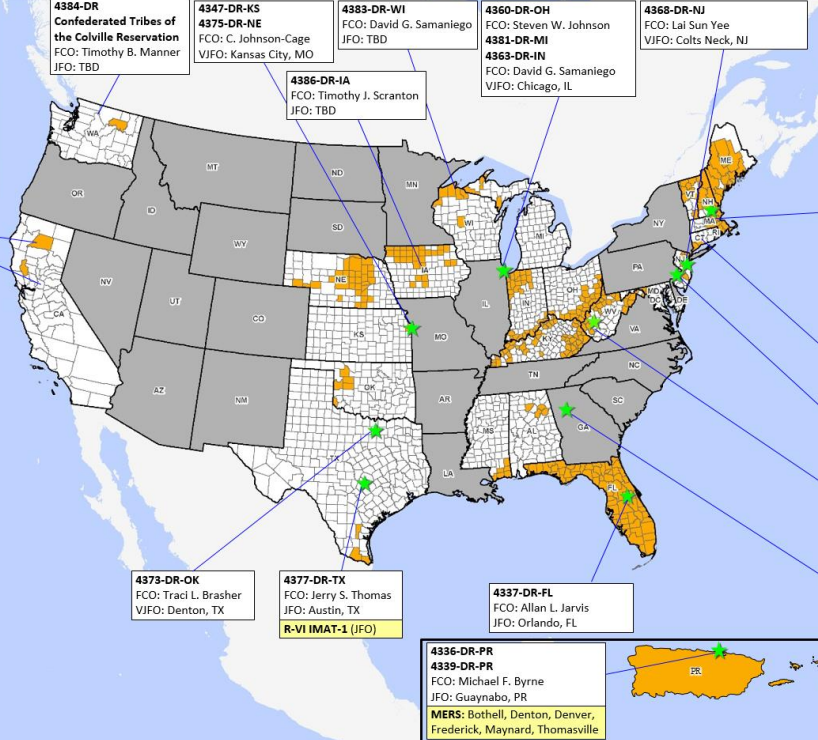 4384-DR
Confederated Tribes of
the Colville Reservation
FCO: Timothy B. Manner
JFO: TBD
4347-DR-KS
4375-DR-NE
FCO: C. Johnson-Cage
VJFO: Kansas City, MO
4383-DR-WI
FCO: David G. Samaniego
JFO: TBD
4360-DR-OH
FCO: Steven W. Johnson
4381-DR-MI
4363-DR-IN
FCO: David G. Samaniego
VJFO: Chicago, IL
4368-DR-NJ
FCO: Lai Sun Yee
VJFO: Colts Neck, NJ
4386-DR-IA
FCO: Timothy J. Scranton
JFO: TBD
WA
MT
ND
MN
ME
VT
NH
OR
ID
SD
WI
MI
NY
MA
CT
RI
WY
NE
IA
PA
NJ
NV
UT
CO
IL
IN
OH
MD
DC
DE
WV
VA
CA
KS
MO
KY
NC
TN
AZ
NM
OK
AR
SC
MS
AL
GA
TX
LA
FL
4373-DR-OK
FCO: Traci L. Brasher
VJFO: Denton, TX
4377-DR-TX
FCO: Jerry S. Thomas
JFO: Austin, TX
R-VI IMAT-1 (JFO)
4337-DR-FL
FCO: Allan L. Jarvis
JFO: Orlando, FL
4336-DR-PR
4339-DR-PR
FCO: Michael F. Byrne
JFO: Guaynabo, PR
MERS: Bothell, Denton, Denver,
Frederick, Maynard, Thomasville
PR